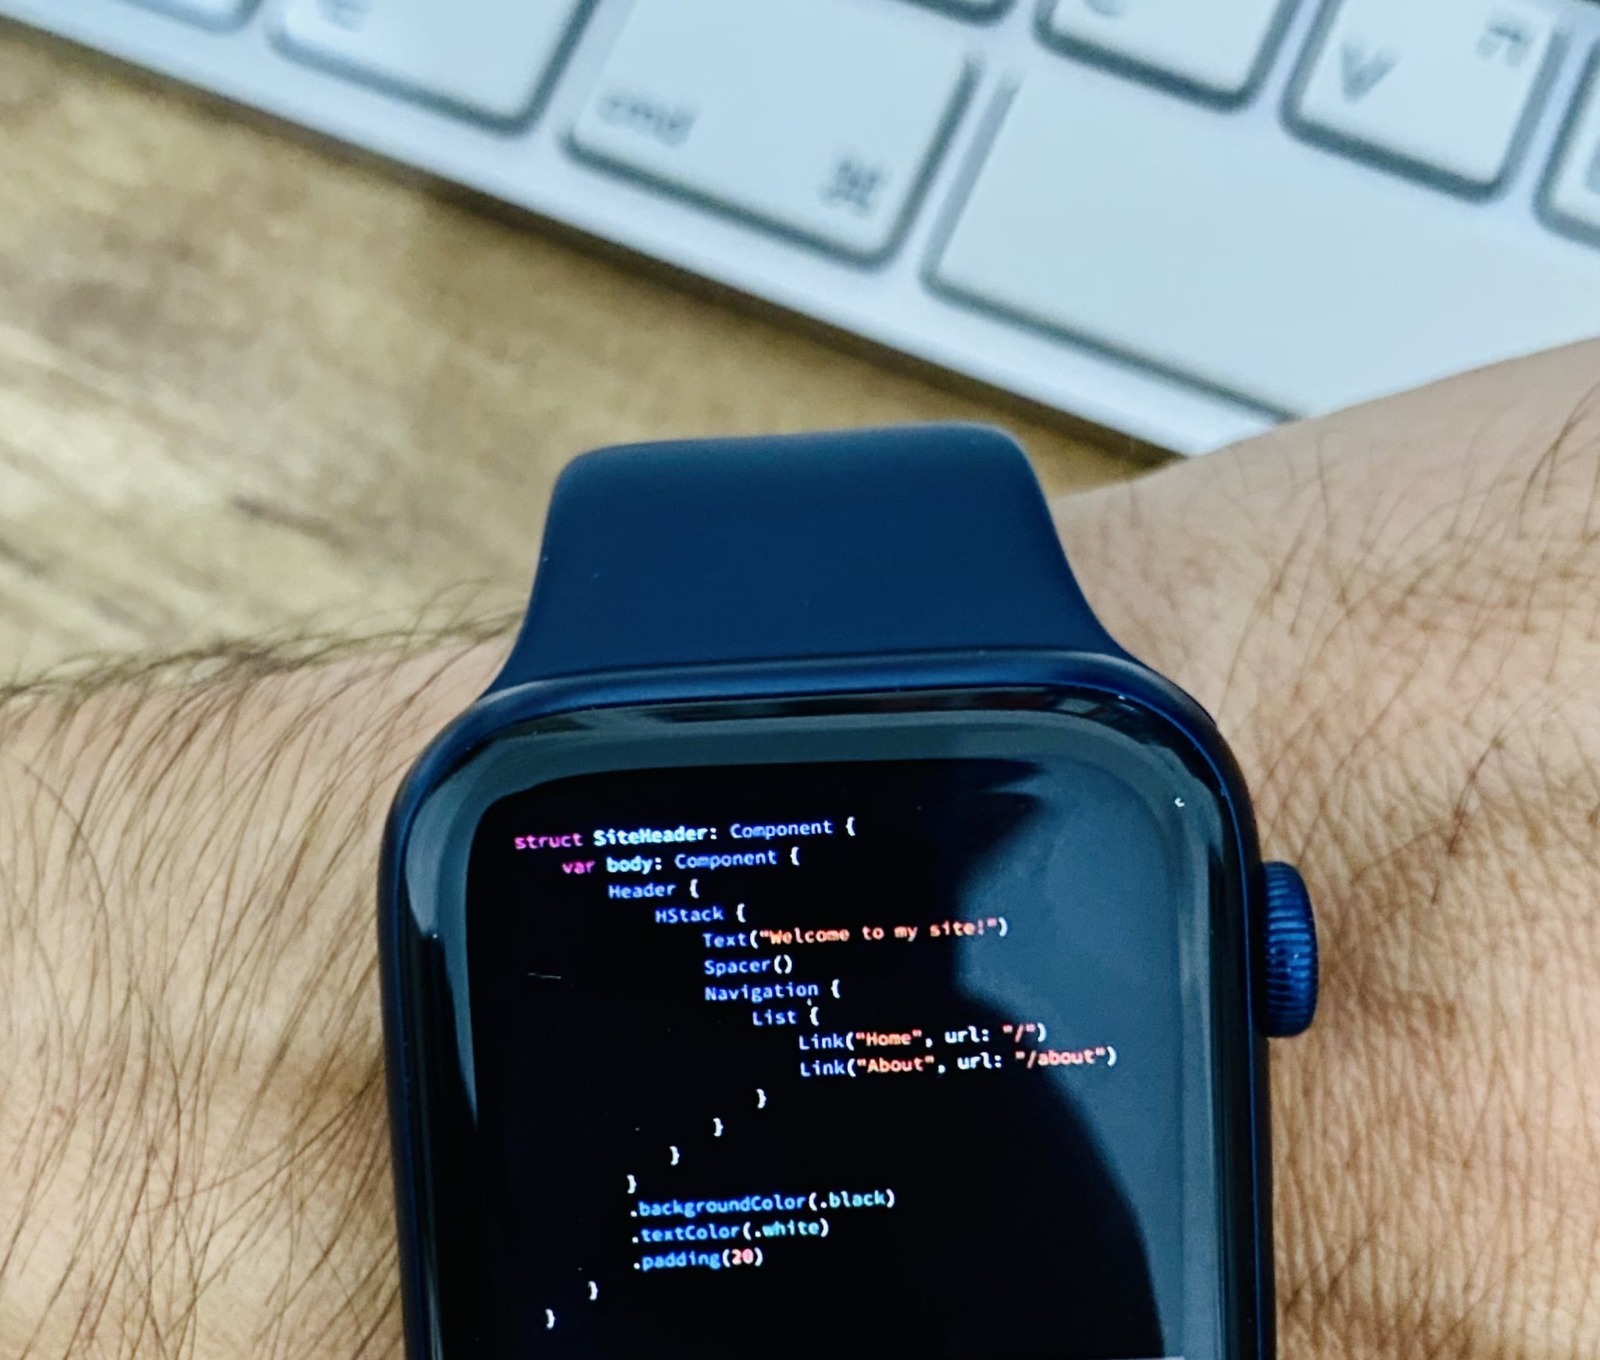 cmd
⌘
V
struct SiteHeader: Component {
var body: Component {
Header {
HStack {
Text("Welcome to my site!")
Spacer()
Navigation {
List {
Link("Home", url: "/")
Link("About", url: "/about")
}
}
}
}
.backgroundColor(.black)
.textColor(.white)
.padding(20)
}
}